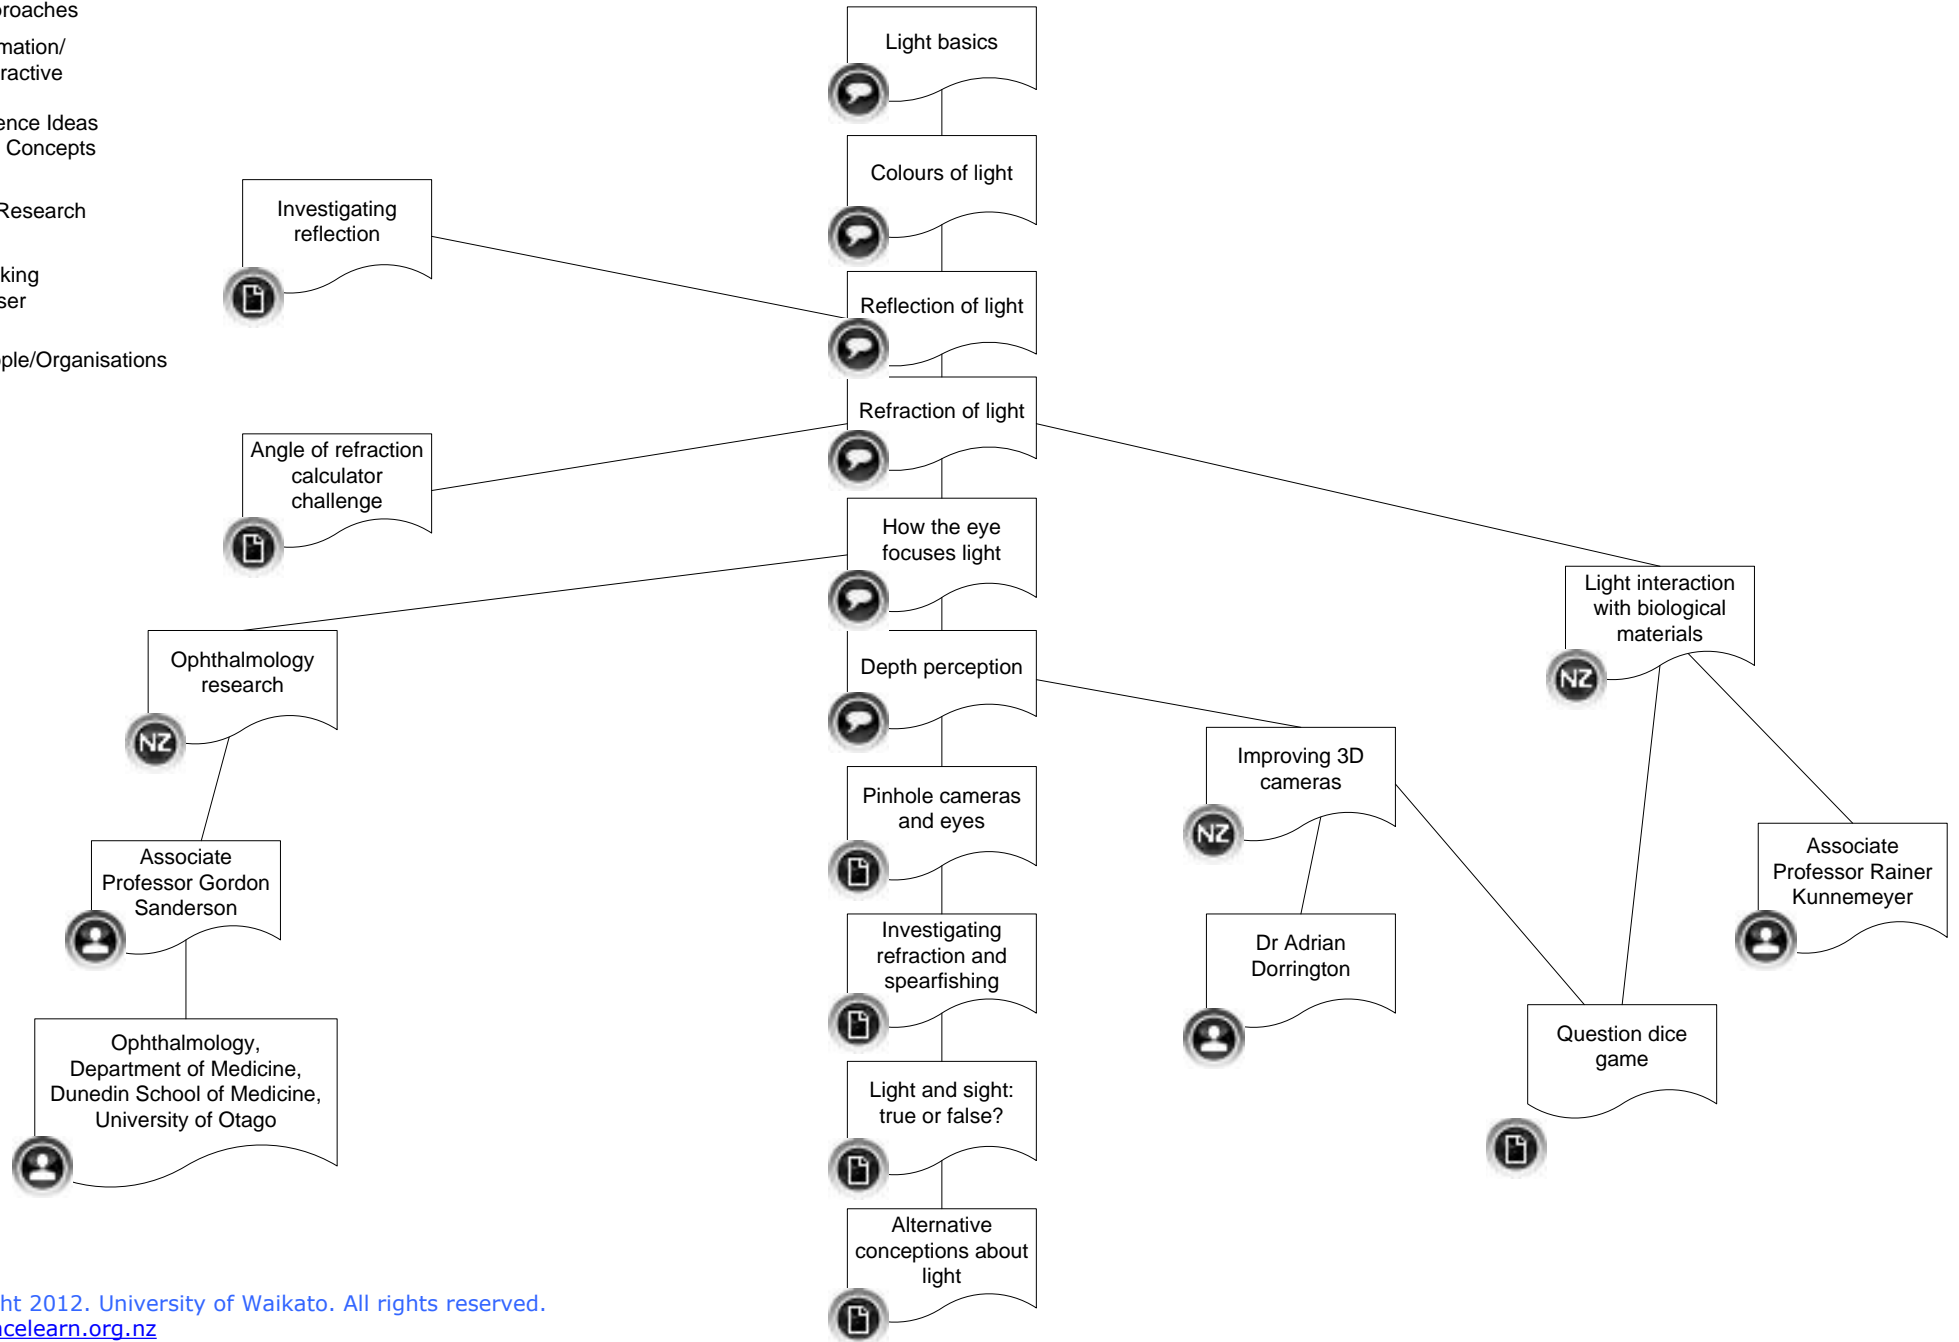 roaches
mation/
ractive
ence Ideas
Concepts
Research
king
ser
ople/Organisations
Light basics
Colours of light
Investigating
reflection
Reflection of light
Refraction of light
Angle of refraction
calculator
challenge
How the eye
focuses light
Light interaction
with biological
materials
NZ
Ophthalmology
research
NZ
Depth perception
Improving 3D
cameras
NZ
Pinhole cameras
and eyes
Associate
Professor Gordon
Sanderson
Associate
Professor Rainer
Kunnemeyer
Investigating
refraction and
spearfishing
Dr Adrian
Dorrington
Question dice
game
Ophthalmology,
Department of Medicine,
Dunedin School of Medicine,
University of Otago
Light and sight:
true or false?
Alternative
conceptions about
light
ht 2012. University of Waikato. All rights reserved.
celearn.org.nz